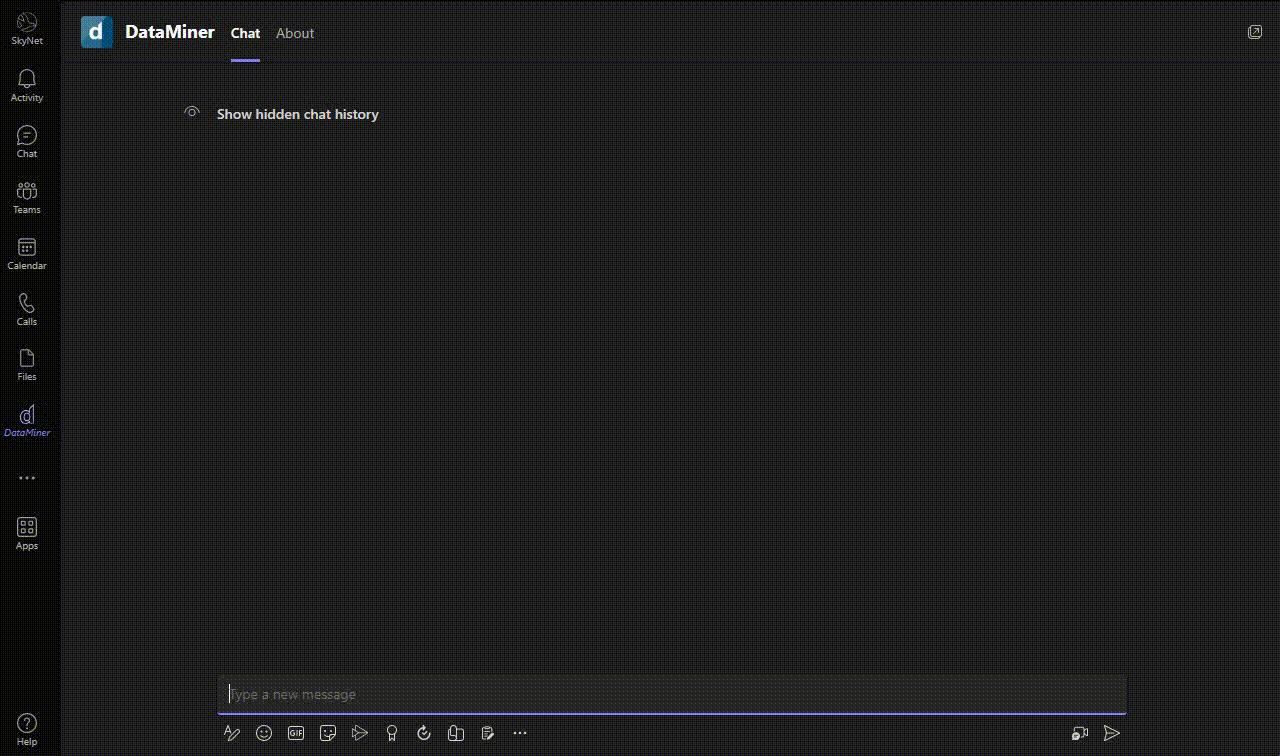 SkyNet
Activity
Chat
Teams
Calendar
Calls
Files
DataMiner
Apps
Help
d DataMiner Chat About
Show hidden chat history
Type a new message
GIF